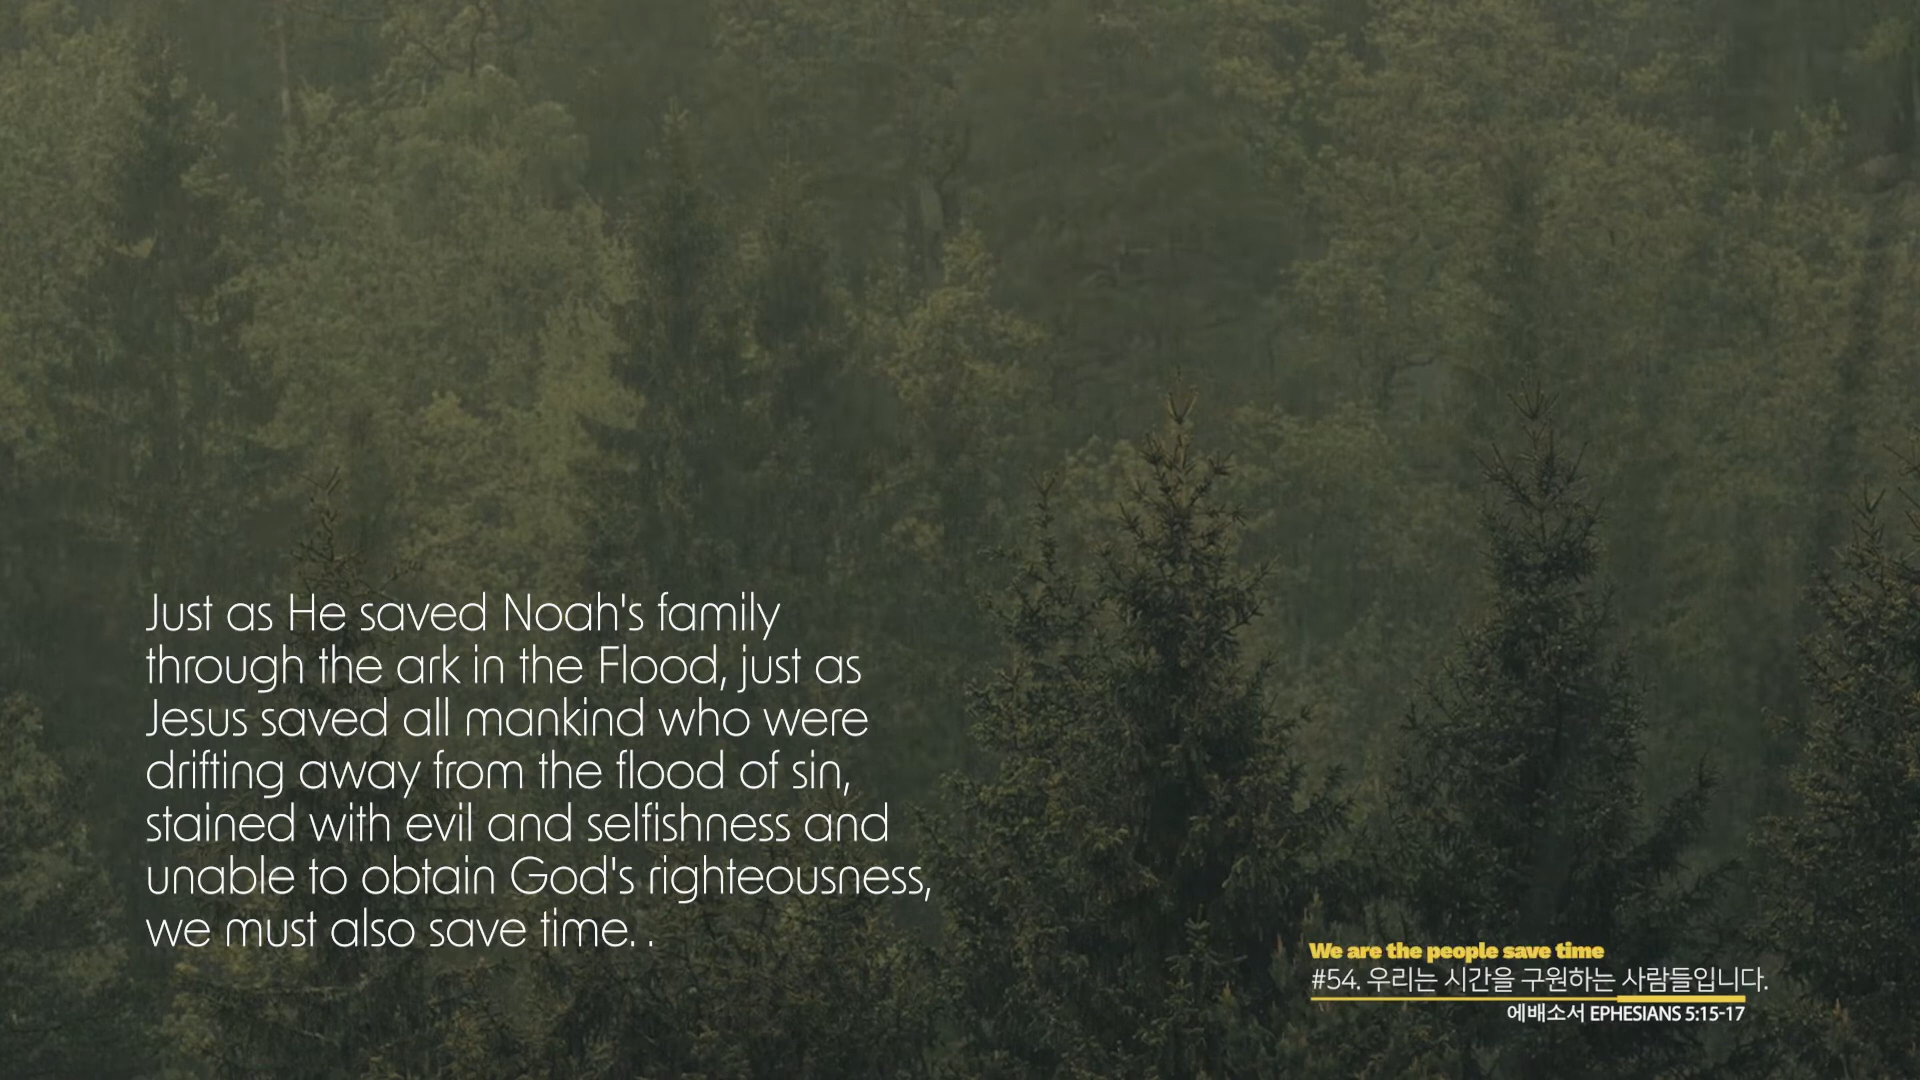 Just as He saved Noah's family
through the ark in the Flood, just as
Jesus saved all mankind who were
drifting away from the flood of sin,
stained with evil and selfishness and
unable to obtain God's righteousness,
we must also save time. .
We are the people save time
#54. 우리는 시간을 구원하는 사람들입니다.
에배소서 EPHESIANS 5:15-17